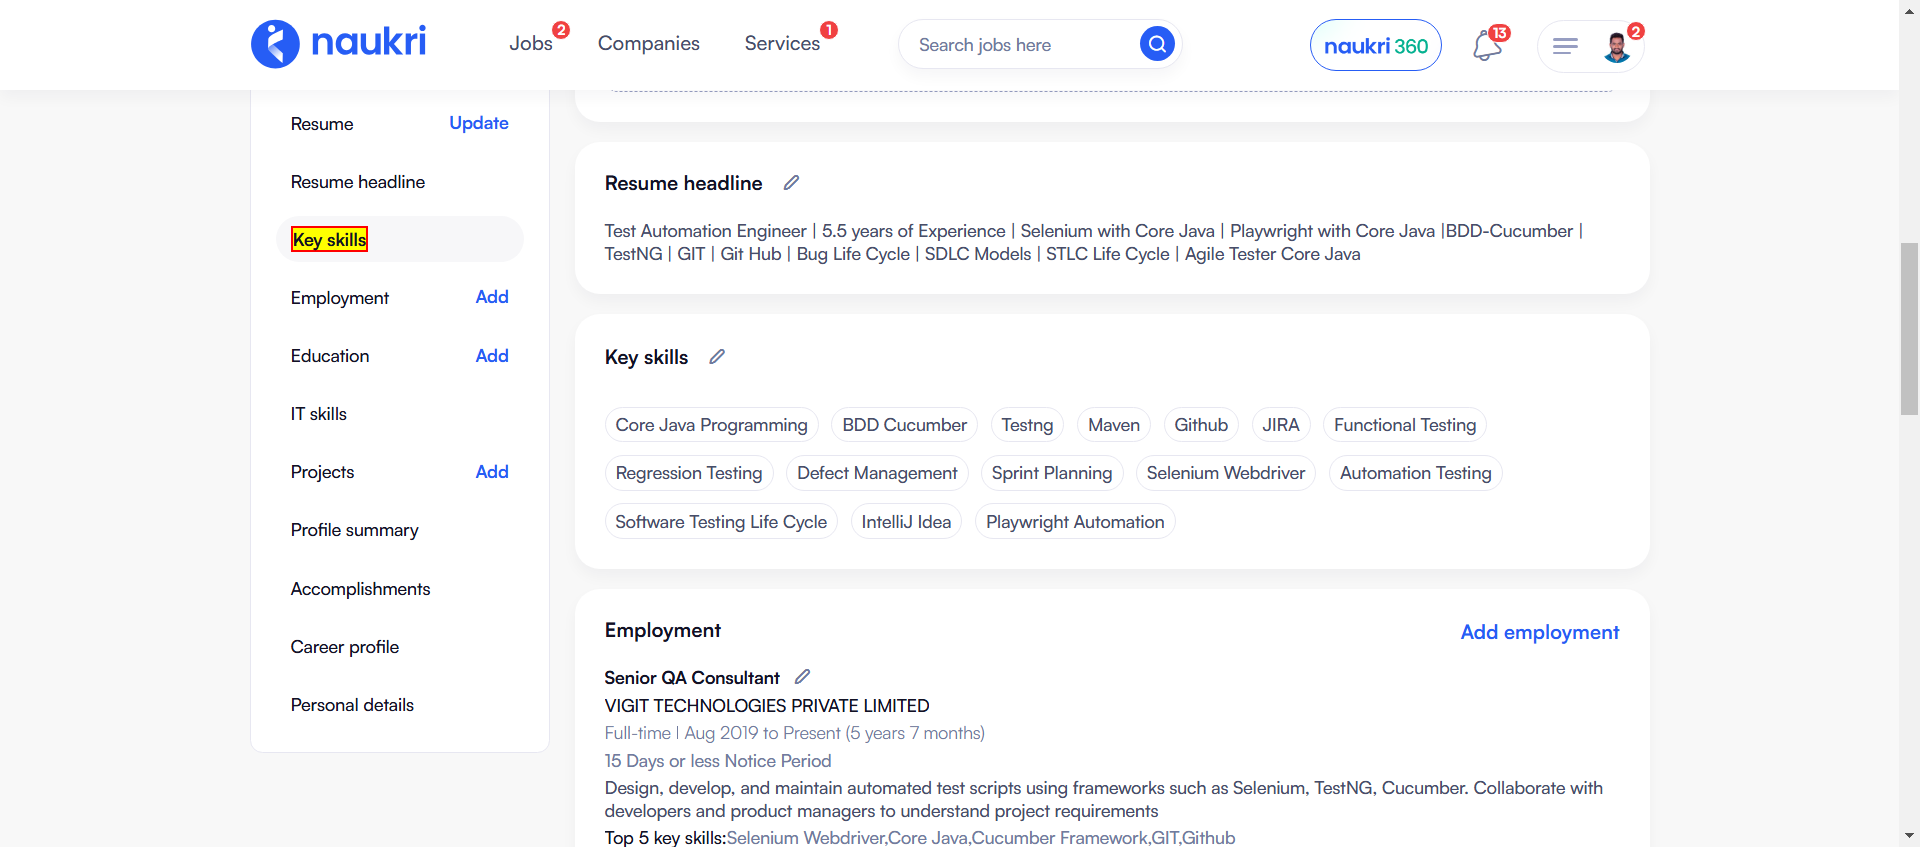 naukri
Jobs 2
Companies
Services 1
Search jobs here
naukri 360
13
2
Resume Update
Resume headline
Key skills
Employment Add
Education Add
IT skills
Projects Add
Profile summary
Accomplishments
Career profile
Personal details
Resume headline
Test Automation Engineer | 5.5 years of Experience | Selenium with Core Java | Playwright with Core Java |BDD-Cucumber |
TestNG | GIT | Git Hub | Bug Life Cycle | SDLC Models | STLC Life Cycle | Agile Tester Core Java
Key skills
Core Java Programming BDD Cucumber Testng Maven Github JIRA Functional Testing
Regression Testing Defect Management Sprint Planning Selenium Webdriver Automation Testing
Software Testing Life Cycle IntelliJ Idea Playwright Automation
Employment Add employment
Senior QA Consultant
VIGIT TECHNOLOGIES PRIVATE LIMITED
Full-time | Aug 2019 to Present (5 years 7 months)
15 Days or less Notice Period
Design, develop, and maintain automated test scripts using frameworks such as Selenium, TestNG, Cucumber. Collaborate with
developers and product managers to understand project requirements
Top 5 key skills:Selenium Webdriver,Core Java,Cucumber Framework,GIT,Github